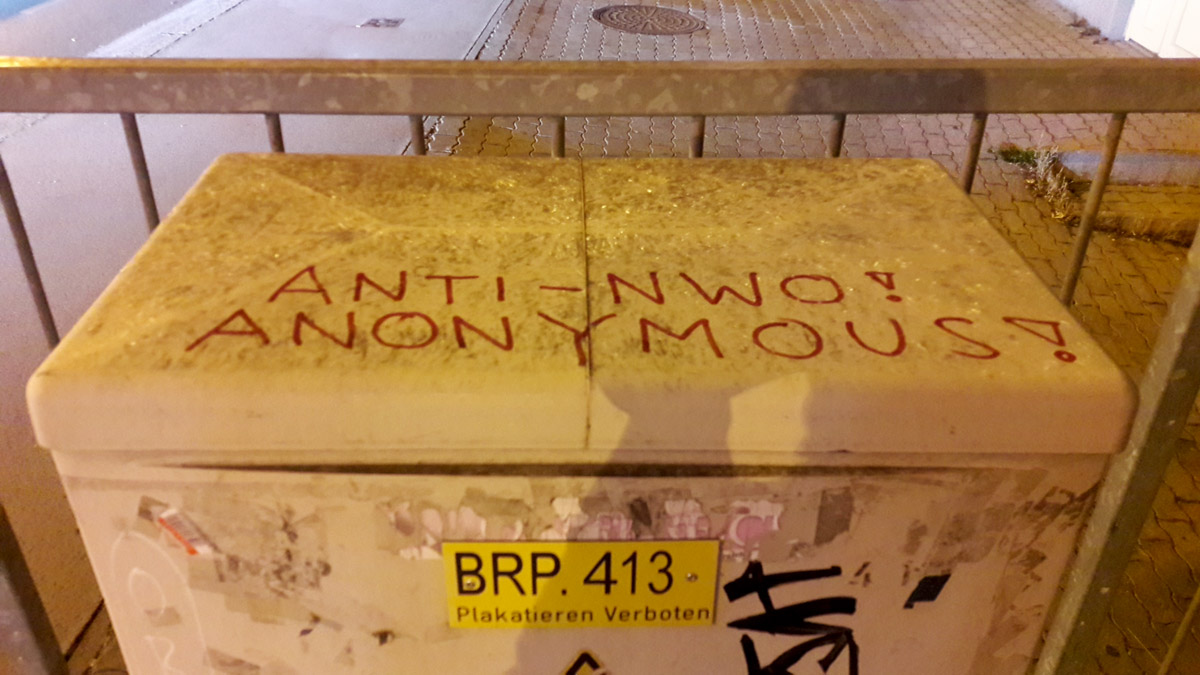 ANTI-NWO!
ANONYMOUS!
BRP. 413
Plakatieren Verboten